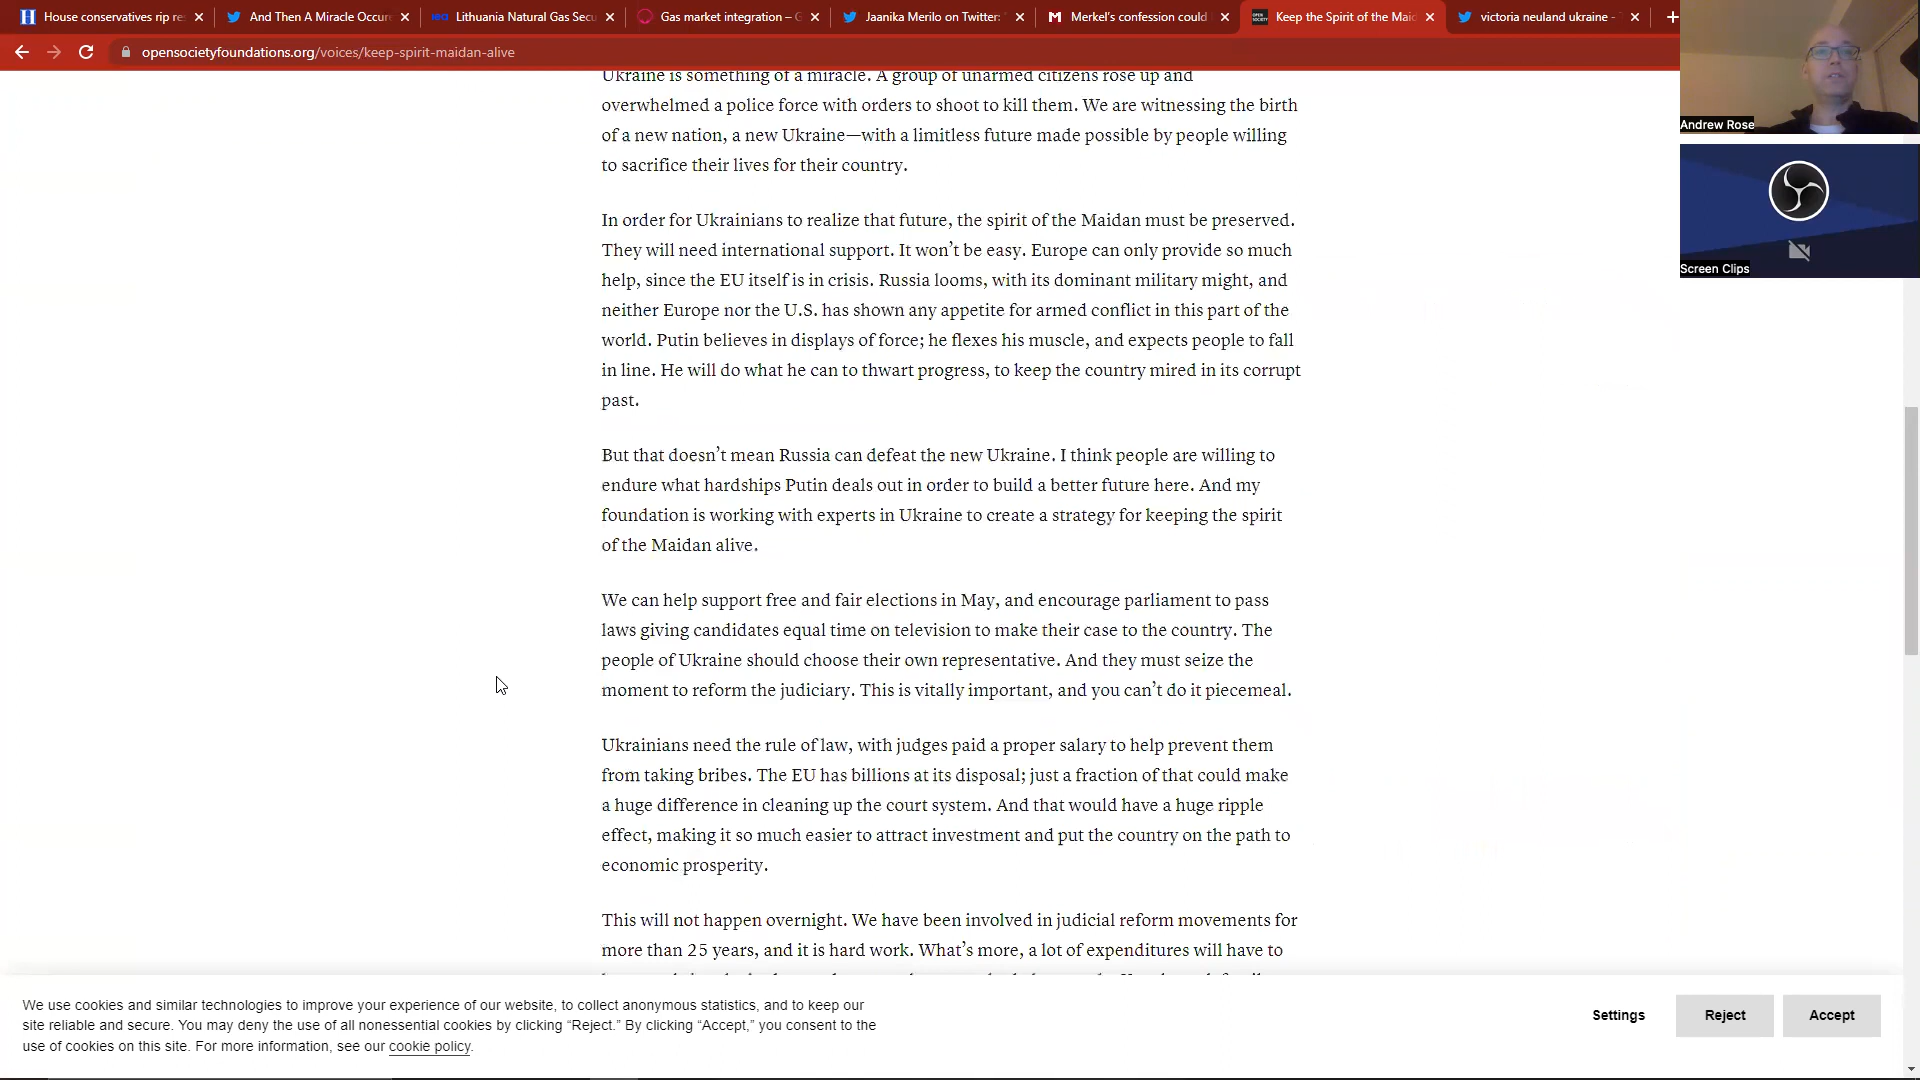 House conservatives rip re
And Then A Miracle Occur
Lithuania Natural Gas Secu
Gas market integration – G
Jaanika Merilo on Twitter:
Merkel's confession could
Keep the Spirit of the Maid
victoria neuland ukraine -
opensocietyfoundations.org/voices/keep-spirit-maidan-alive
Andrew Rose
Screen Clips
Ukraine is something of a miracle. A group of unarmed citizens rose up and
overwhelmed a police force with orders to shoot to kill them. We are witnessing the birth
of a new nation, a new Ukraine—with a limitless future made possible by people willing
to sacrifice their lives for their country.
In order for Ukrainians to realize that future, the spirit of the Maidan must be preserved.
They will need international support. It won’t be easy. Europe can only provide so much
help, since the EU itself is in crisis. Russia looms, with its dominant military might, and
neither Europe nor the U.S. has shown any appetite for armed conflict in this part of the
world. Putin believes in displays of force; he flexes his muscle, and expects people to fall
in line. He will do what he can to thwart progress, to keep the country mired in its corrupt
past.
But that doesn’t mean Russia can defeat the new Ukraine. I think people are willing to
endure what hardships Putin deals out in order to build a better future here. And my
foundation is working with experts in Ukraine to create a strategy for keeping the spirit
of the Maidan alive.
We can help support free and fair elections in May, and encourage parliament to pass
laws giving candidates equal time on television to make their case to the country. The
people of Ukraine should choose their own representative. And they must seize the
moment to reform the judiciary. This is vitally important, and you can’t do it piecemeal.
Ukrainians need the rule of law, with judges paid a proper salary to help prevent them
from taking bribes. The EU has billions at its disposal; just a fraction of that could make
a huge difference in cleaning up the court system. And that would have a huge ripple
effect, making it so much easier to attract investment and put the country on the path to
economic prosperity.
This will not happen overnight. We have been involved in judicial reform movements for
more than 25 years, and it is hard work. What’s more, a lot of expenditures will have to
We use cookies and similar technologies to improve your experience of our website, to collect anonymous statistics, and to keep our
site reliable and secure. You may deny the use of all nonessential cookies by clicking “Reject.” By clicking “Accept,” you consent to the
use of cookies on this site. For more information, see our cookie policy.
Settings
Reject
Accept